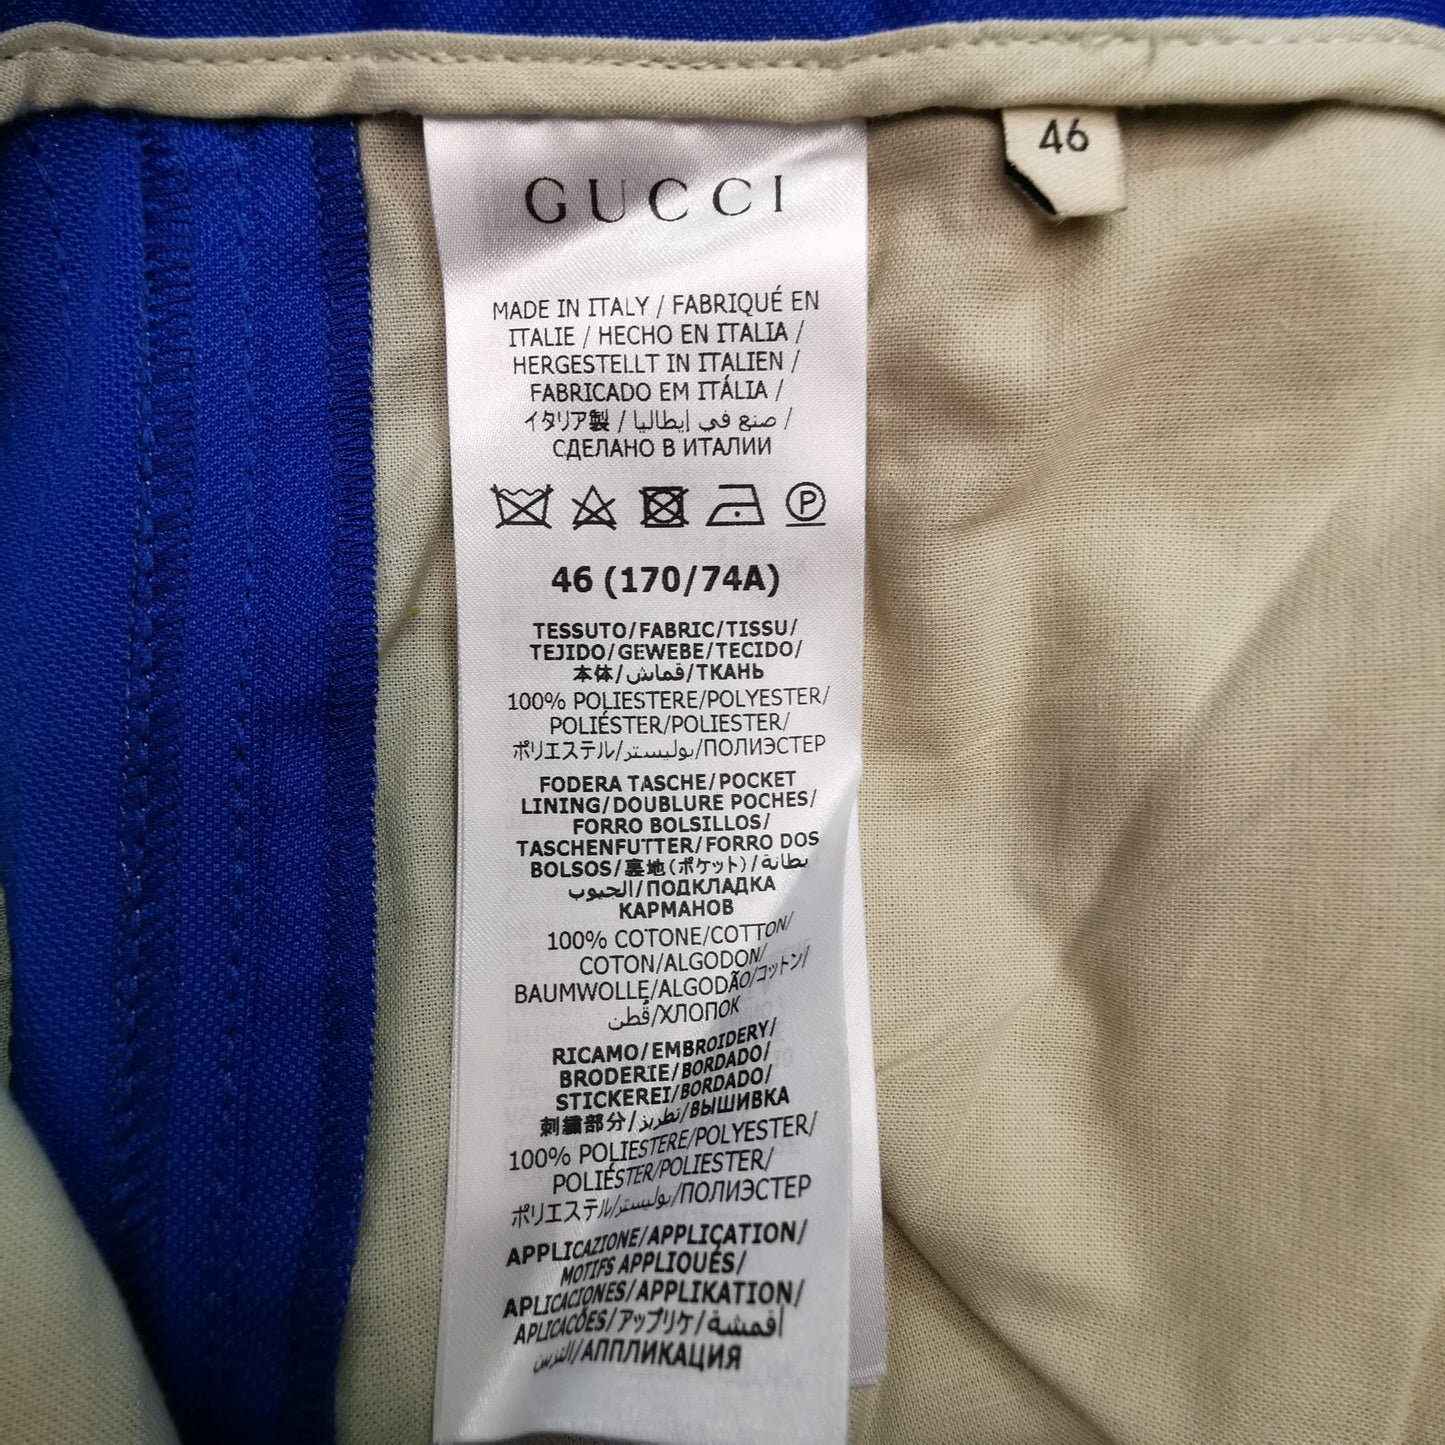 46
GUCCI
MADE IN ITALY / FABRIQUÉ EN
ITALIE / HECHO EN ITALIA /
HERGESTELLT IN ITALIEN /
FABRICADO EM ITÁLIA /
イタリア製 / صنع في إيطاليا /
СДЕЛАНО В ИТАЛИИ
P
46 (170/74A)
TESSUTO/FABRIC/TISSU/
TEJIDO/GEWEBE/TECIDO/
本体/قماش/ТКАНЬ
100% POLIESTERE/POLYESTER/
POLIÉSTER/POLIESTER/
ポリエステル/بوليستر/ПОЛИЭСТЕР
FODERA TASCHE/POCKET
LINING/DOUBLURE POCHES/
FORRO BOLSILLOS/
TASCHENFUTTER/FORRO DOS
BOLSOS/裏地(ポケット)/بطانة
الجيوب/ПОДКЛАДКА
КАРМАНОВ
100% COTONE/COTTON/
COTON/ALGODON/
BAUMWOLLE/ALGODÃO/コットン/
قُطن/ХЛОПОК
RICAMO/EMBROIDERY/
BRODERIE/BORDADO/
STICKEREI/BORDADO/
刺繍部分/تطريز/ВЫШИВКА
100% POLIESTERE/POLYESTER/
POLIÉSTER/POLIESTER/
ポリエステル/بوليستر/ПОЛИЭСТЕР
APPLICAZIONE/APPLICATION/
MOTIFS APPLIQUÉS/
APLICACIONES/APPLIKATION/
APLICAÇÕES/アップリケ/أقمشة
التزيين/АППЛИКАЦИЯ